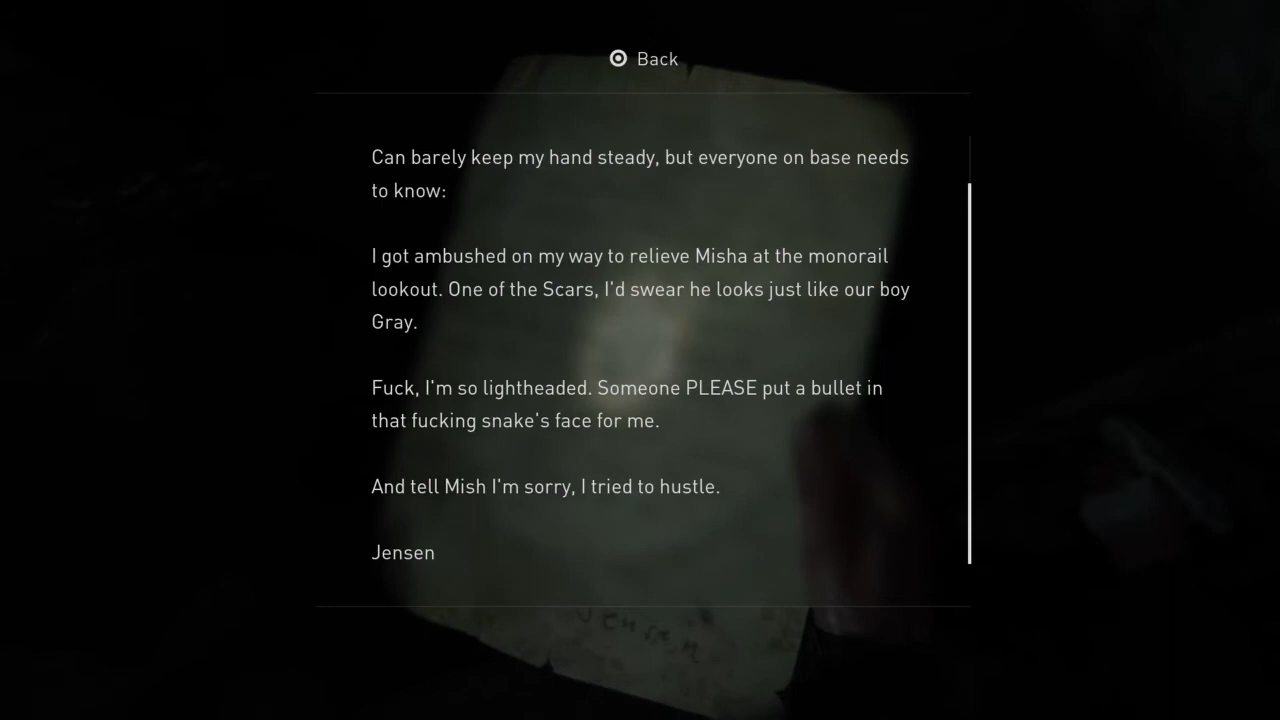 Back
Can barely keep my hand steady, but everyone on base needs
to know:
I got ambushed on my way to relieve Misha at the monorail
lookout. One of the Scars, I'd swear he looks just like our boy
Gray.
Fuck, I'm so lightheaded. Someone PLEASE put a bullet in
that fucking snake's face for me.
And tell Mish I'm sorry, I tried to hustle.
Jensen
Jensen